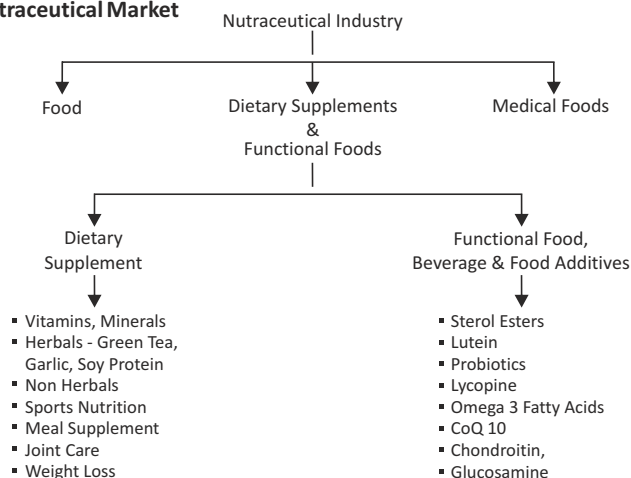 traceutical Market
Nutraceutical Industry
Food
Dietary Supplements
&
Functional Foods
Medical Foods
Dietary
Supplement
Functional Food,
Beverage & Food Additives
▪ Vitamins, Minerals
▪ Herbals - Green Tea,
Garlic, Soy Protein
▪ Non Herbals
▪ Sports Nutrition
▪ Meal Supplement
▪ Joint Care
▪ Weight Loss
▪ Sterol Esters
▪ Lutein
▪ Probiotics
▪ Lycopine
▪ Omega 3 Fatty Acids
▪ CoQ 10
▪ Chondroitin,
▪ Glucosamine